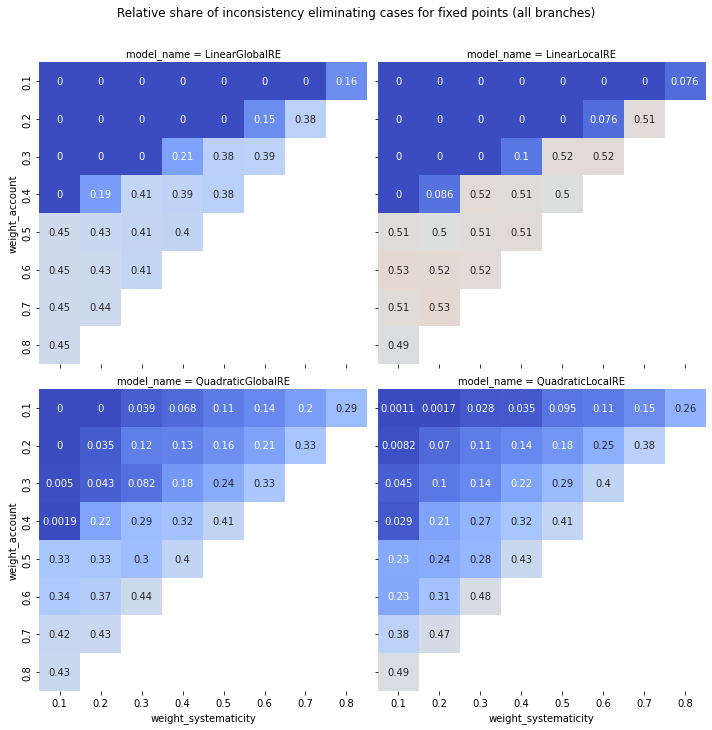 Relative share of inconsistency eliminating cases for fixed points (all branches)
model_name = LinearGlobalRE
0.1 0 0 0 0 0 0 0 0.16
0.2 0 0 0 0 0 0.15 0.38
0.3 0 0 0 0.21 0.38 0.39
0.4 0 0.19 0.41 0.39 0.38
0.5 0.45 0.43 0.41 0.4
0.6 0.45 0.43 0.41
0.7 0.45 0.44
0.8 0.45
weight_account
model_name = LinearLocalRE
0 0 0 0 0 0 0 0.076
0 0 0 0 0 0.076 0.51
0 0 0 0.1 0.52 0.52
0 0.086 0.52 0.51 0.5
0.51 0.5 0.51 0.51
0.53 0.52 0.52
0.51 0.53
0.49
model_name = QuadraticGlobalRE
0.1 0 0 0.039 0.068 0.11 0.14 0.2 0.29
0.2 0 0.035 0.12 0.13 0.16 0.21 0.33
0.3 0.005 0.043 0.082 0.18 0.24 0.33
0.4 0.0019 0.22 0.29 0.32 0.41
0.5 0.33 0.33 0.3 0.4
0.6 0.34 0.37 0.44
0.7 0.42 0.43
0.8 0.43
weight_account
0.1 0.2 0.3 0.4 0.5 0.6 0.7 0.8
weight_systematicity
model_name = QuadraticLocalRE
0.0011 0.0017 0.028 0.035 0.095 0.11 0.15 0.26
0.0082 0.07 0.11 0.14 0.18 0.25 0.38
0.045 0.1 0.14 0.22 0.29 0.4
0.029 0.21 0.27 0.32 0.41
0.23 0.24 0.28 0.43
0.23 0.31 0.48
0.38 0.47
0.49
0.1 0.2 0.3 0.4 0.5 0.6 0.7 0.8
weight_systematicity